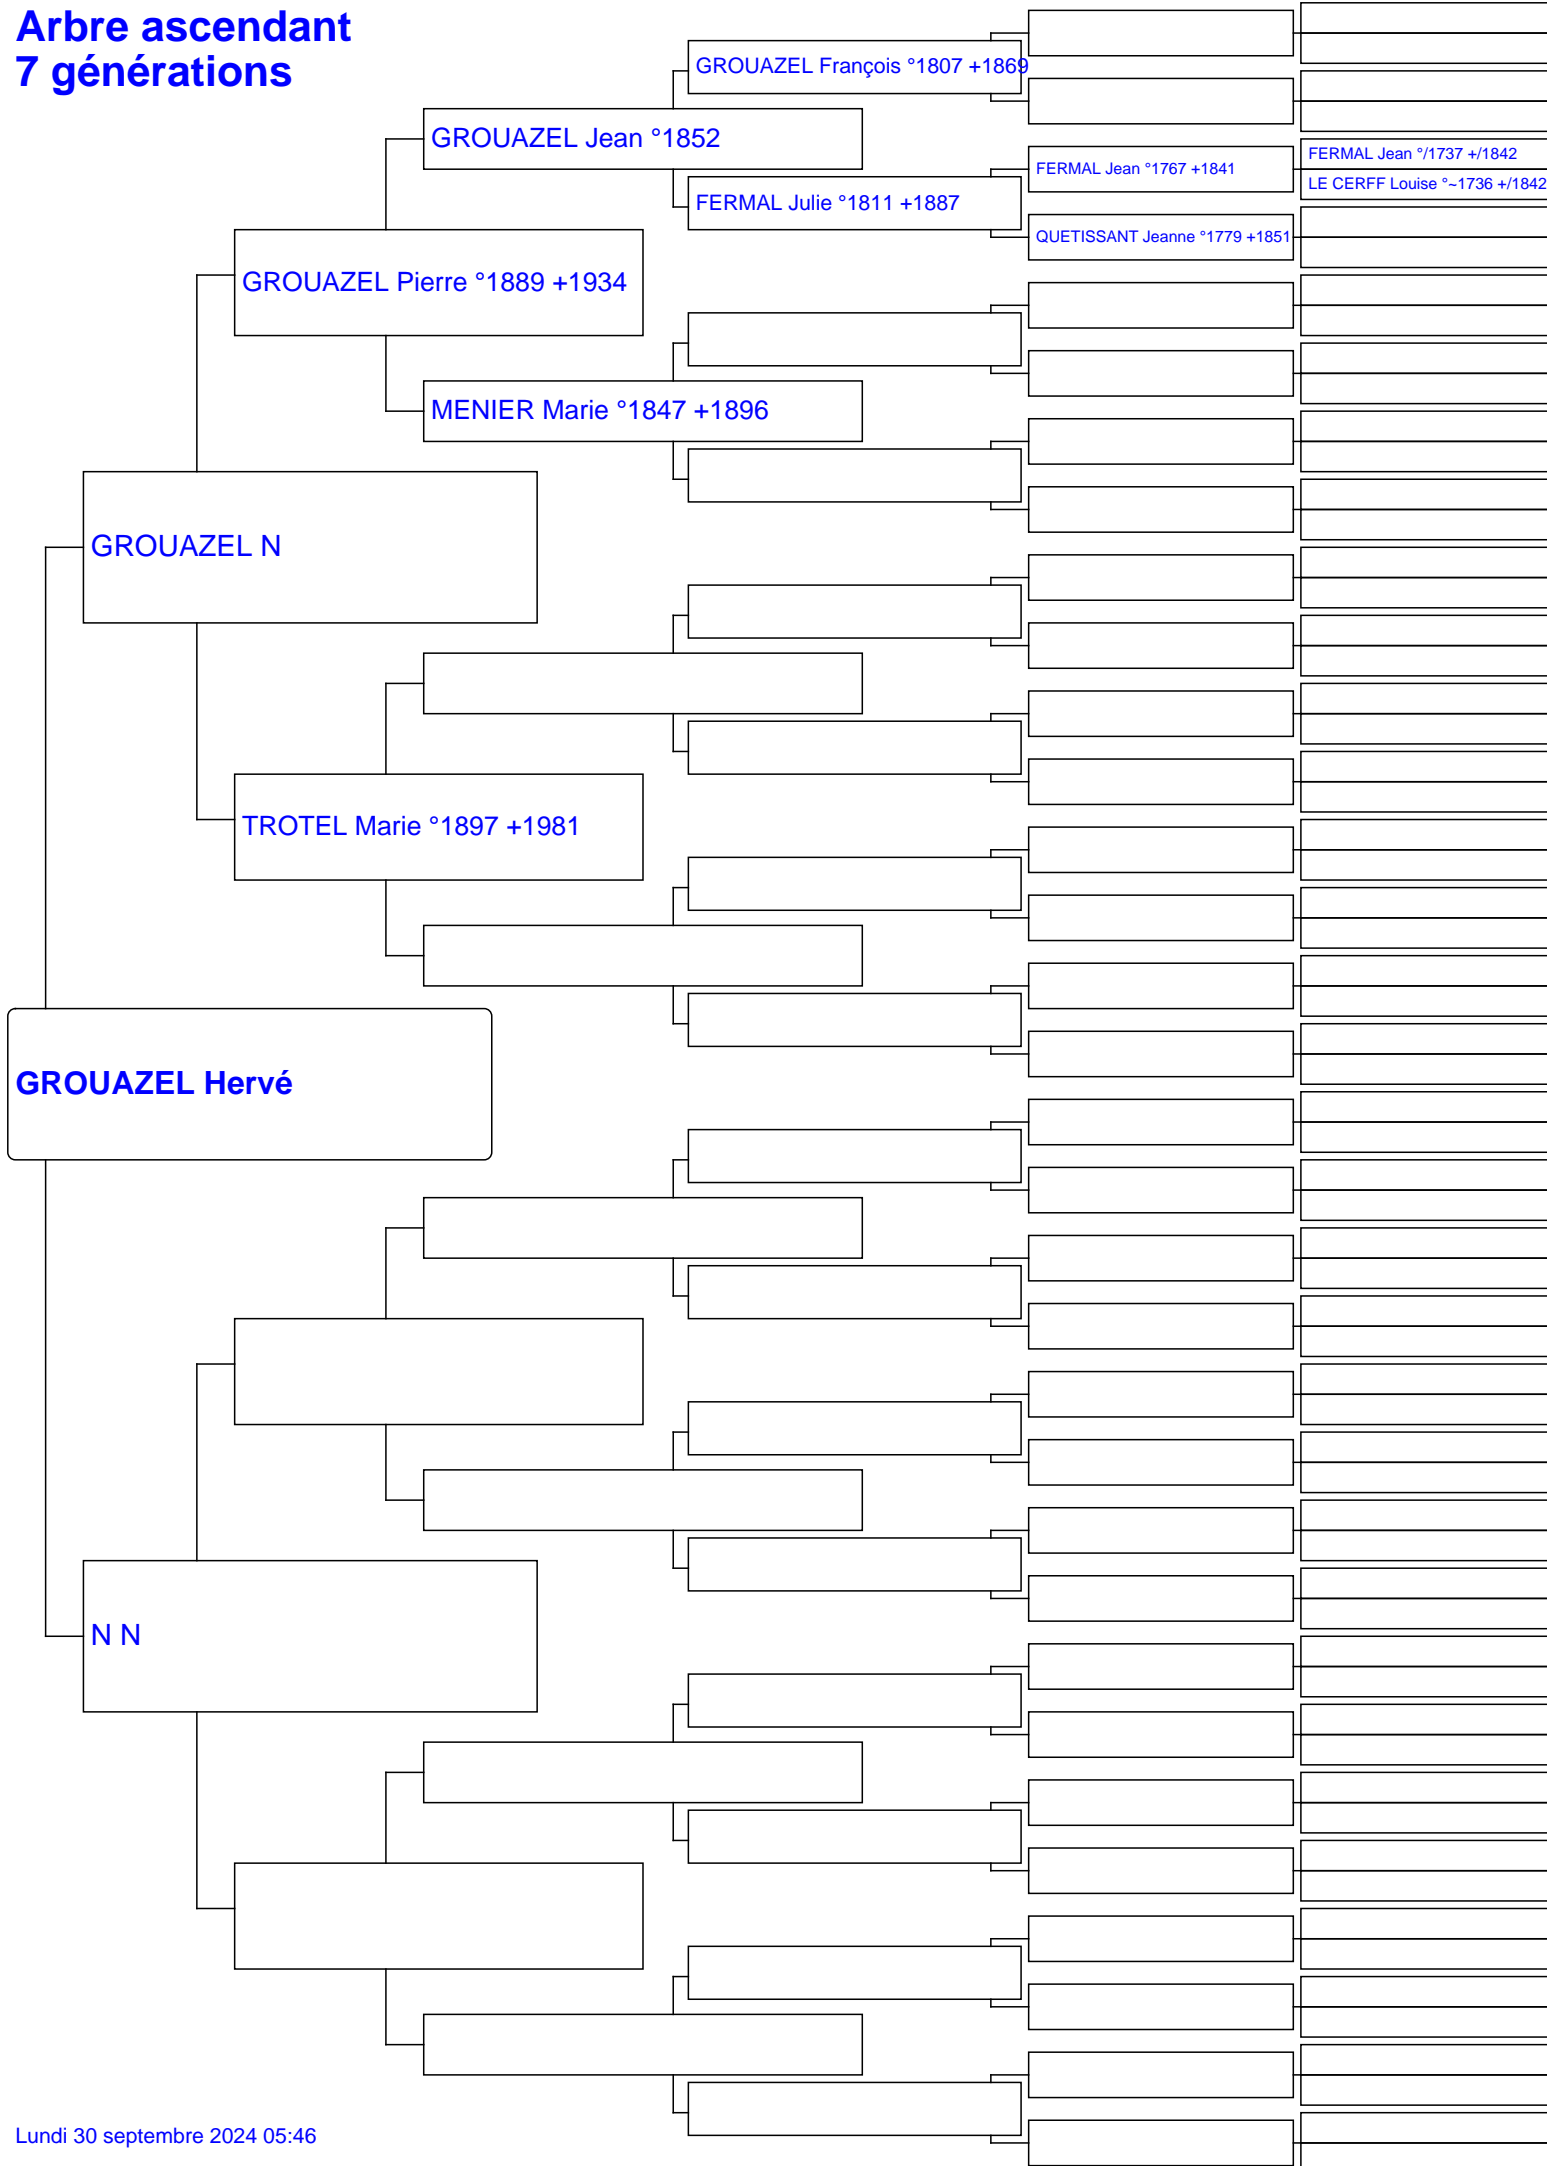 Arbre ascendant
7 générations
GROUAZEL François °1807 +1869
GROUAZEL Jean °1852
FERMAL Jean °/1737 +/1842
FERMAL Jean °1767 +1841
LE CERFF Louise °~1736 +/1842
FERMAL Julie °1811 +1887
QUETISSANT Jeanne °1779 +1851
GROUAZEL Pierre °1889 +1934
MENIER Marie °1847 +1896
GROUAZEL N
TROTEL Marie °1897 +1981
GROUAZEL Hervé
N N
Lundi 30 septembre 2024 05:46